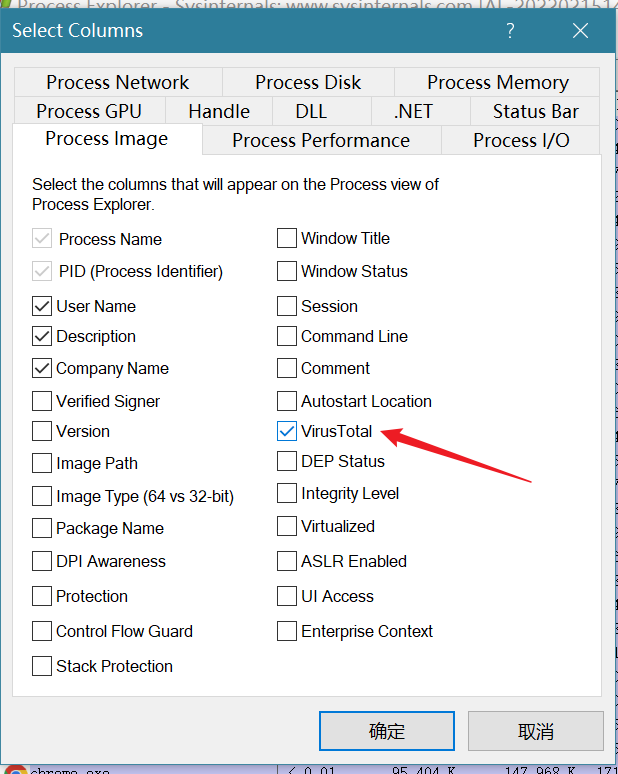 Process Explorer - Sysinternals: www.sysinternals.com
Select Columns
?
Process Network Process Disk Process Memory
Process GPU Handle DLL .NET Status Bar
Process Image Process Performance Process I/O
Select the columns that will appear on the Process view of
Process Explorer.
Process Name
PID (Process Identifier)
User Name
Description
Company Name
Verified Signer
Version
Image Path
Image Type (64 vs 32-bit)
Package Name
DPI Awareness
Protection
Control Flow Guard
Stack Protection
Window Title
Window Status
Session
Command Line
Comment
Autostart Location
VirusTotal
DEP Status
Integrity Level
Virtualized
ASLR Enabled
UI Access
Enterprise Context
确定 取消
chrome.exe < 0.01 95,404 K 147,968 K